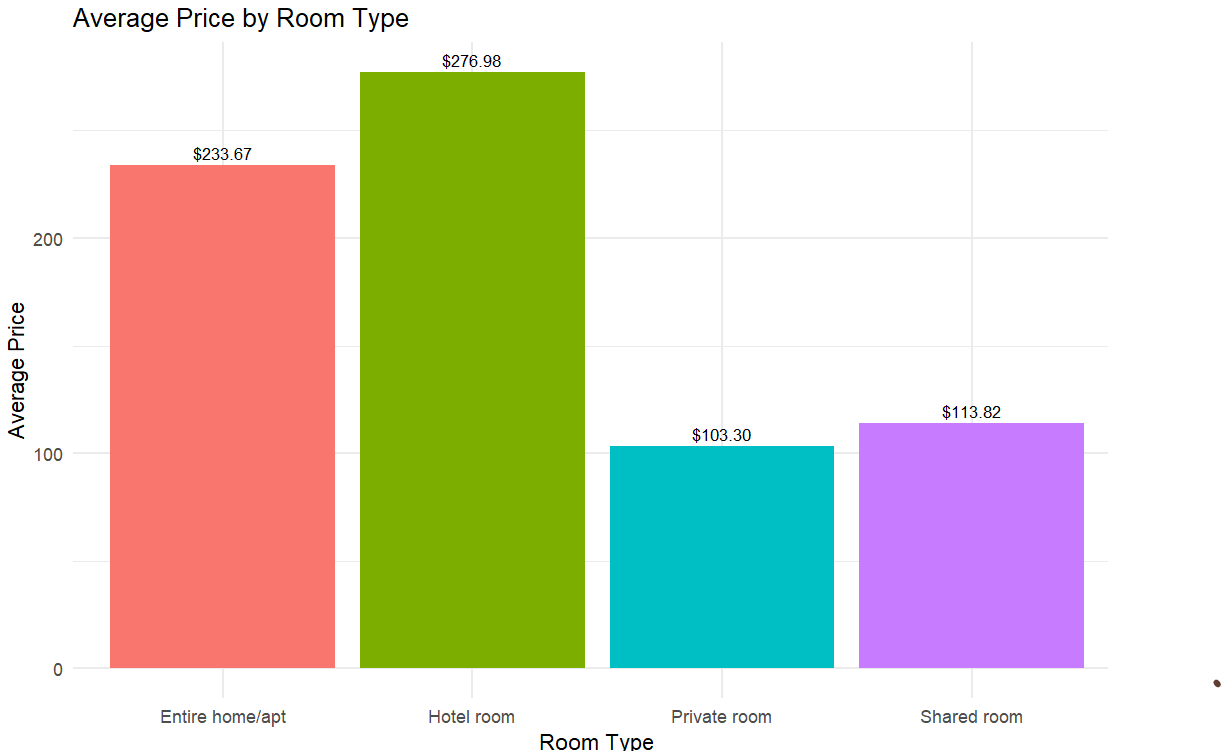 Average Price by Room Type
$276.98
$233.67
200
Average Price
$113.82
$103.30
100
0
Entire home/apt Hotel room Private room Shared room
Room Type